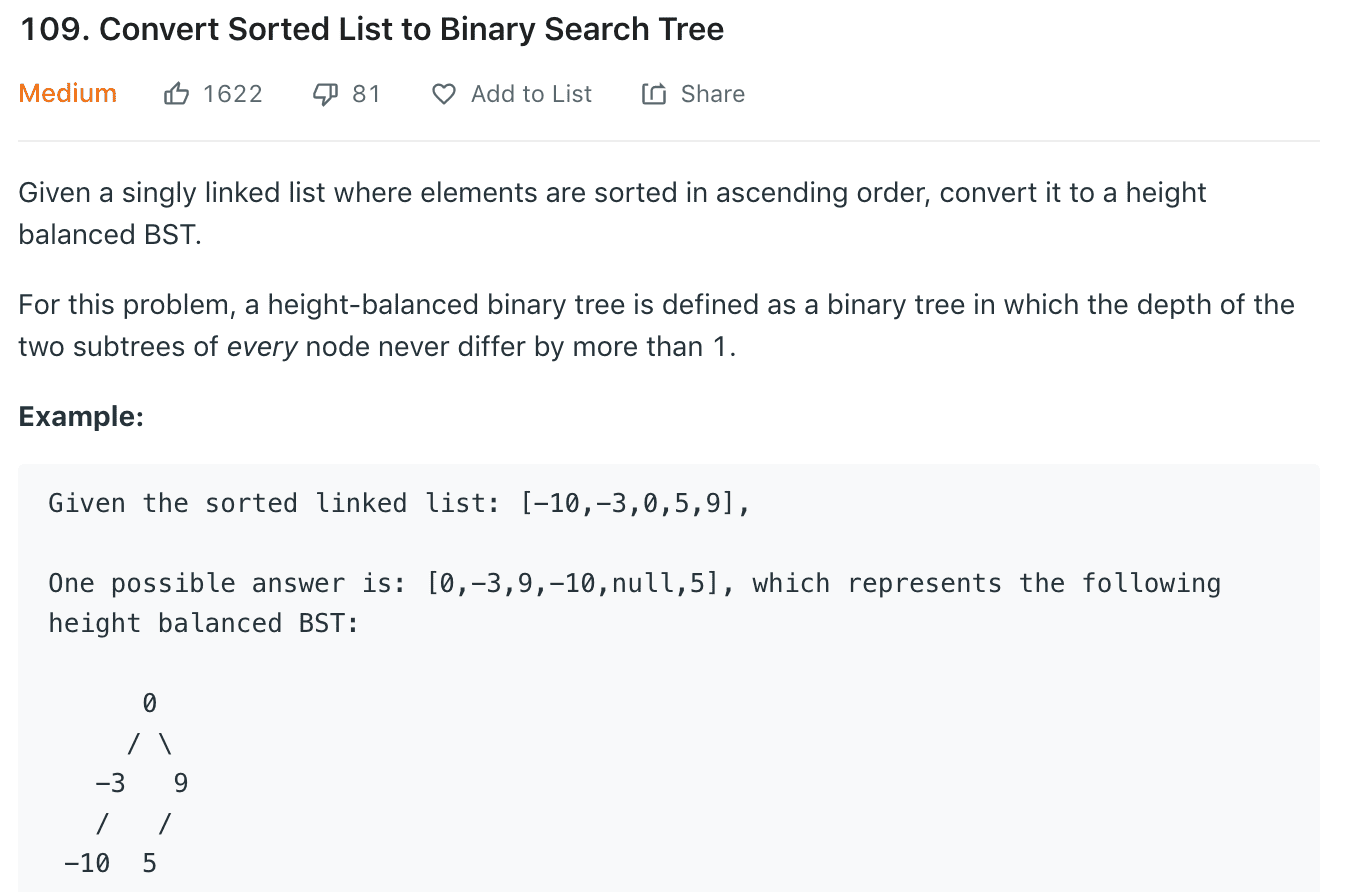 109. Convert Sorted List to Binary Search Tree
Medium 1622 81 Add to List Share
Given a singly linked list where elements are sorted in ascending order, convert it to a height
balanced BST.
For this problem, a height-balanced binary tree is defined as a binary tree in which the depth of the
two subtrees of every node never differ by more than 1.
Example:
Given the sorted linked list: [−10,−3,0,5,9],
One possible answer is: [0,−3,9,−10,null,5], which represents the following
height balanced BST:
      0
     / \
   −3   9
   /   /
 −10  5